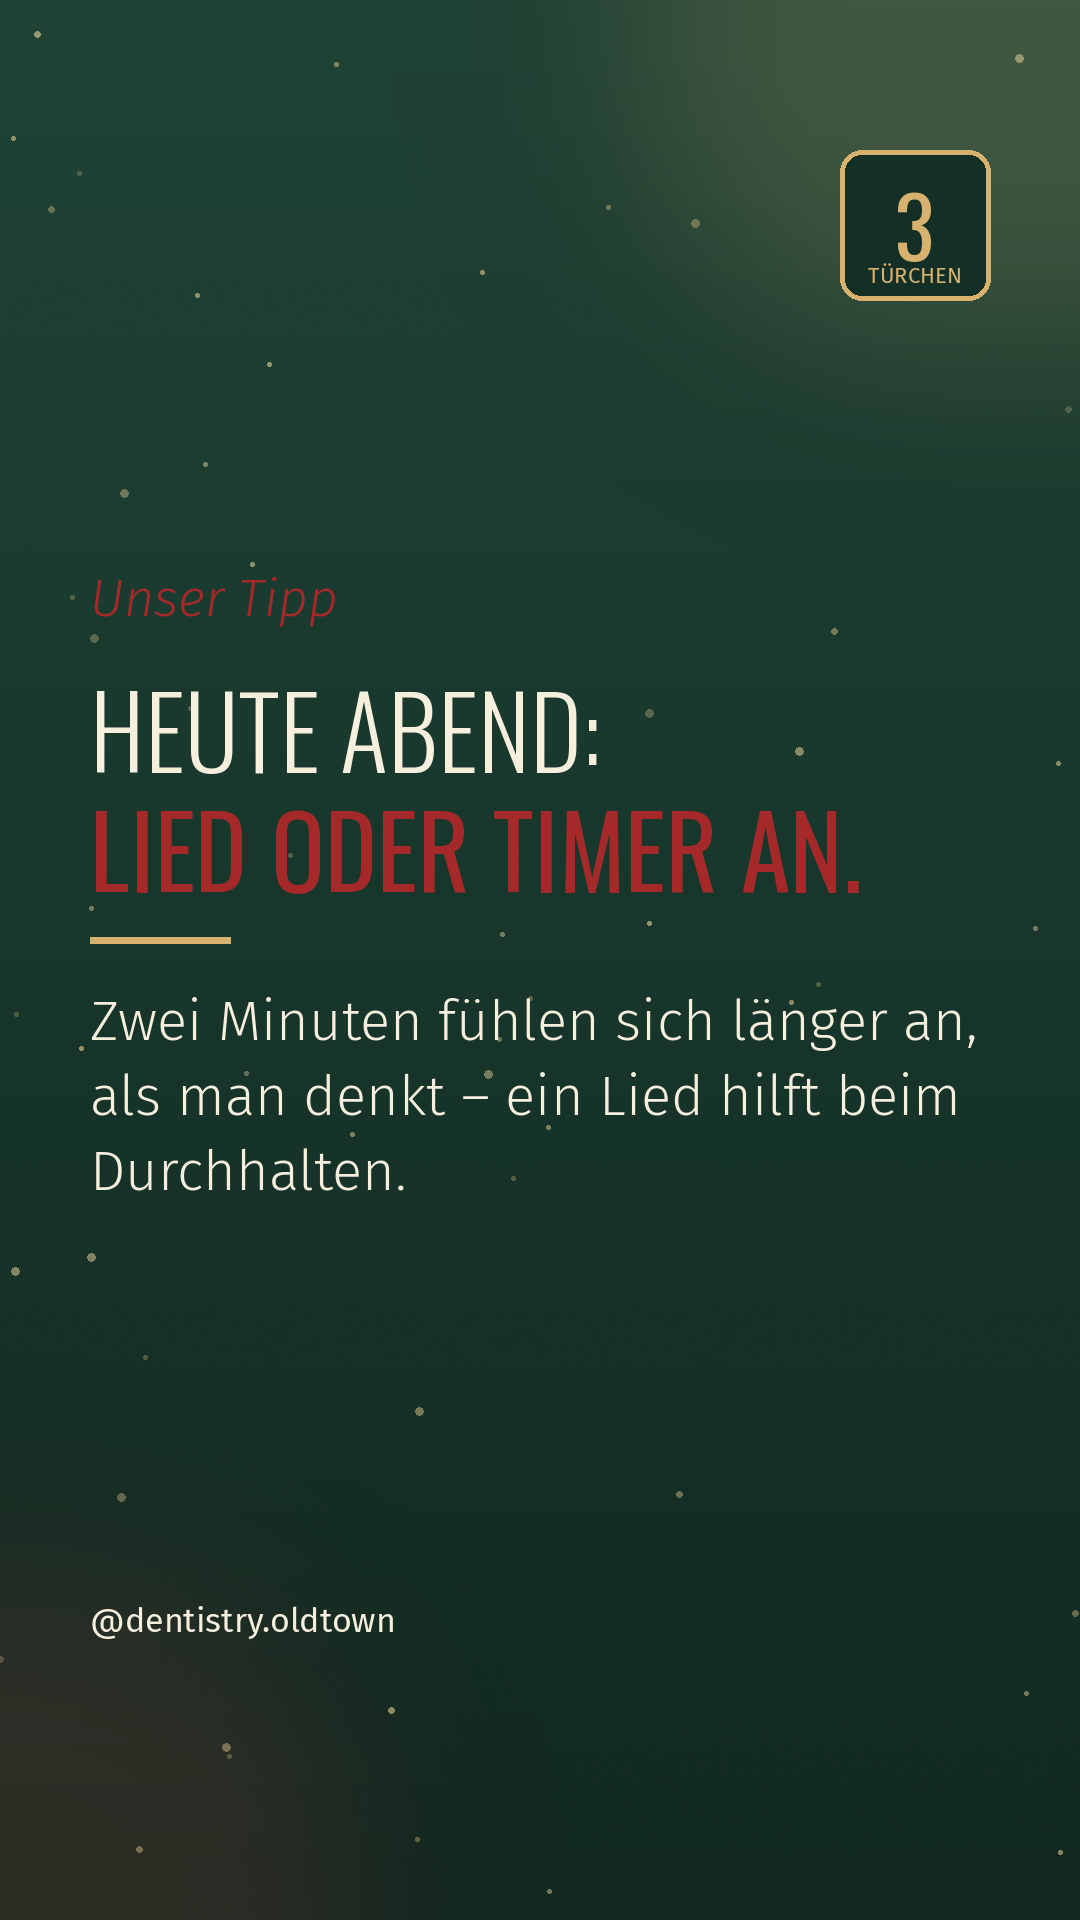 3
TÜRCHEN
Unser Tipp
HEUTE ABEND:
LIED ODER TIMER AN.
Zwei Minuten fühlen sich länger an,
als man denkt – ein Lied hilft beim
Durchhalten.
@dentistry.oldtown